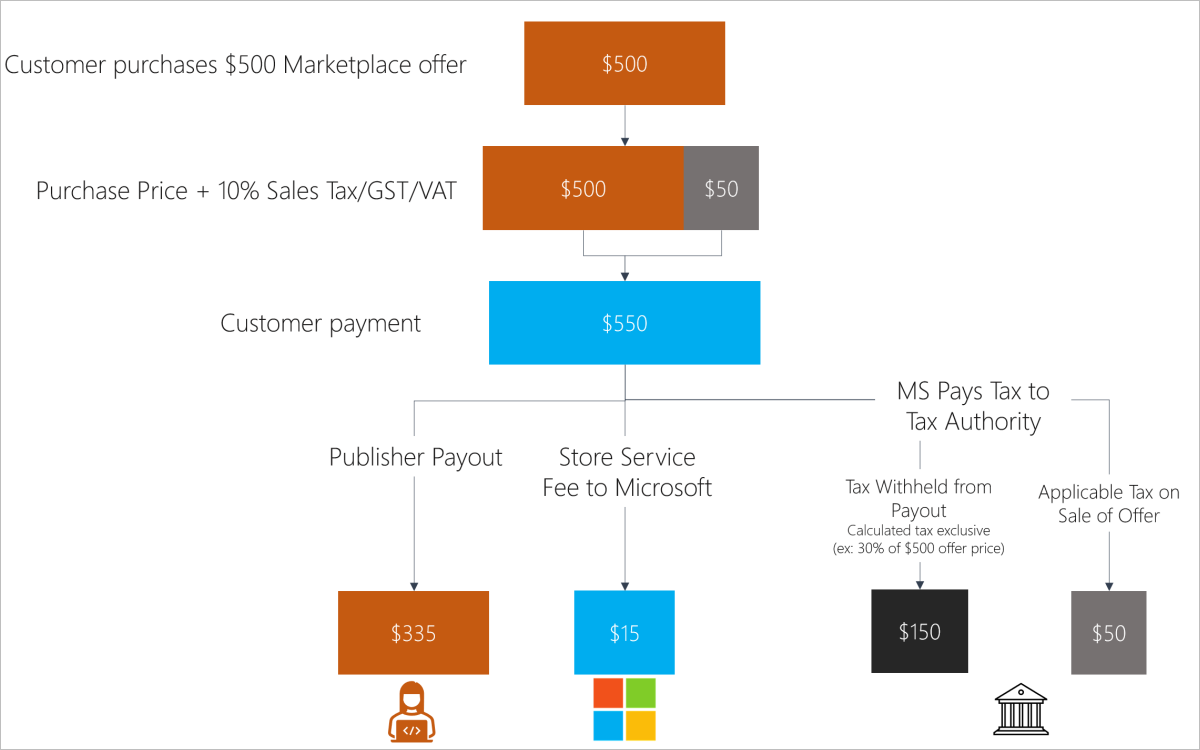 Customer purchases $500 Marketplace offer
$500
Purchase Price + 10% Sales Tax/GST/VAT
$500
$50
Customer payment
$550
MS Pays Tax to
Tax Authority
Publisher Payout
Store Service
Fee to Microsoft
Tax Withheld from
Payout
Calculated tax exclusive
(ex: 30% of $500 offer price)
Applicable Tax on
Sale of Offer
$335
$15
$150
$50
</>